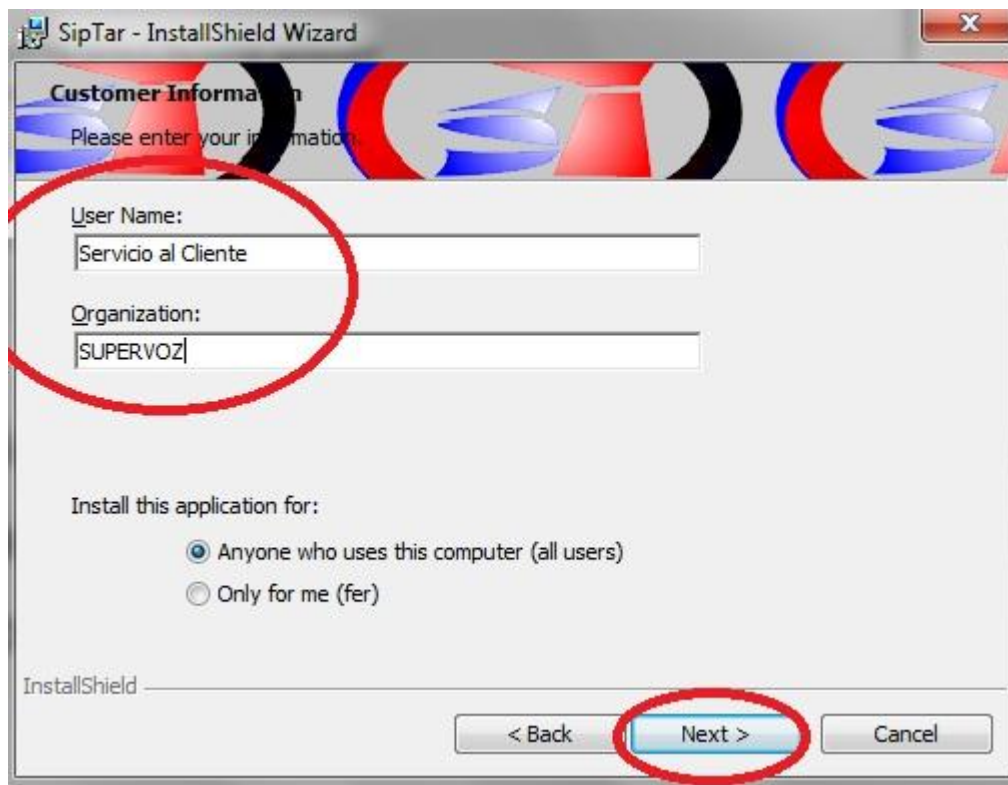 SipTar - InstallShield Wizard
Customer Informa n
Please enter your in mation.
User Name:
Servicio al Cliente
Organization:
SUPERVOZ
Install this application for:
Anyone who uses this computer (all users)
Only for me (fer)
InstallShield
< Back Next > Cancel